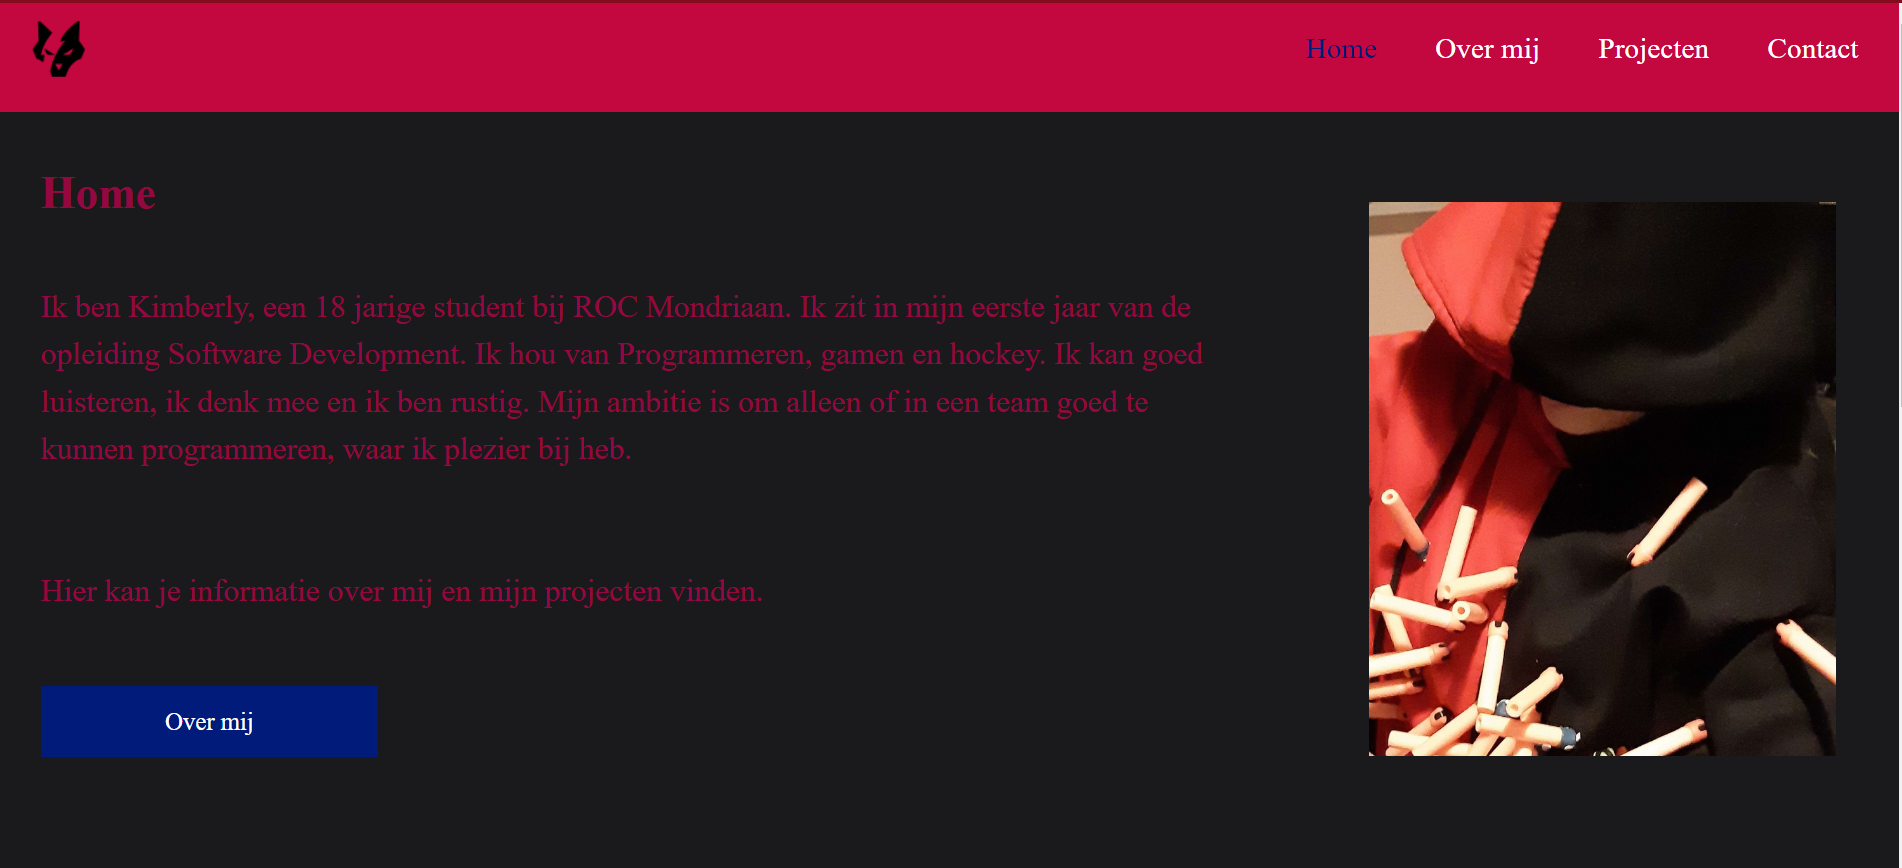 Home
Over mij
Projecten
Contact
Home
Ik ben Kimberly, een 18 jarige student bij ROC Mondriaan. Ik zit in mijn eerste jaar van de
opleiding Software Development. Ik hou van Programmeren, gamen en hockey. Ik kan goed
luisteren, ik denk mee en ik ben rustig. Mijn ambitie is om alleen of in een team goed te
kunnen programmeren, waar ik plezier bij heb.
Hier kan je informatie over mij en mijn projecten vinden.
Over mij